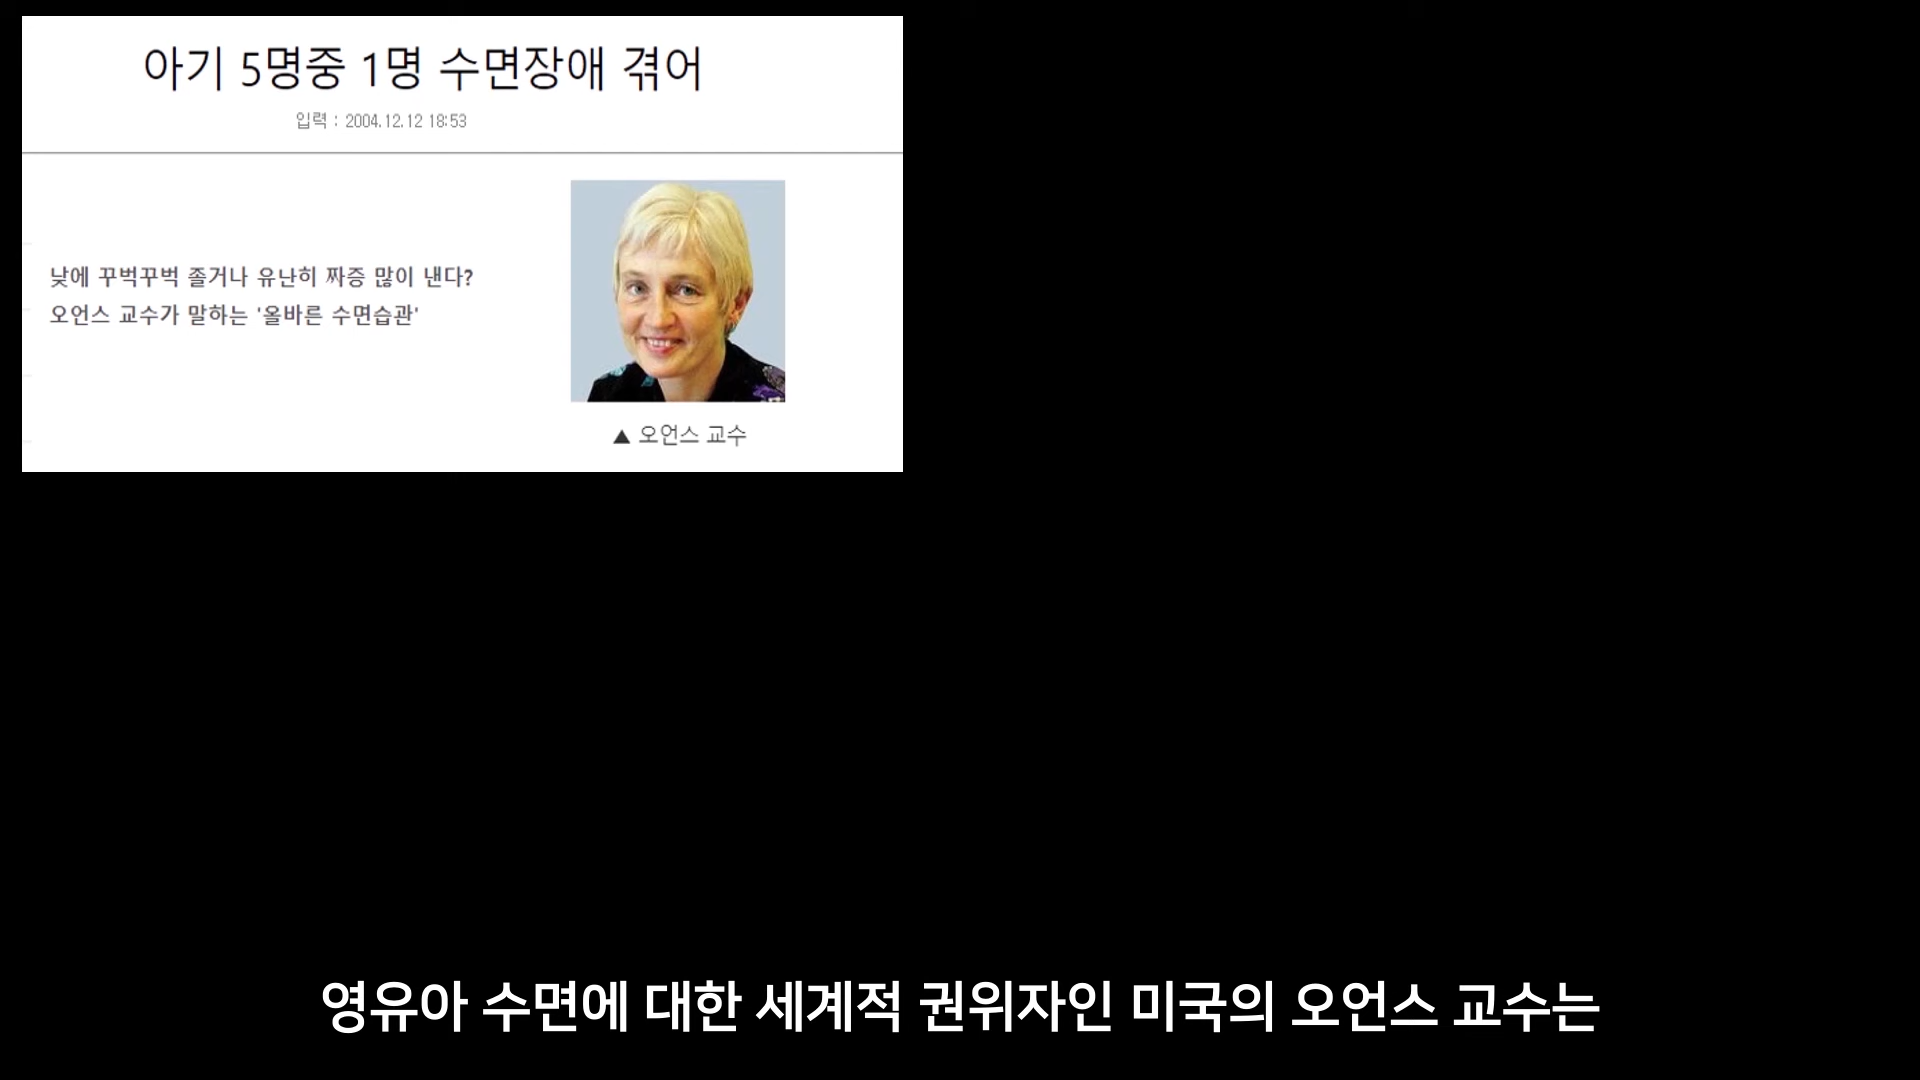 아기 5명중 1명 수면장애 겪어
입력 : 2004.12.12 18:53
낮에 꾸벅꾸벅 졸거나 유난히 짜증 많이 낸다?
오언스 교수가 말하는 '올바른 수면습관'
▲ 오언스 교수
영유아 수면에 대한 세계적 권위자인 미국의 오언스 교수는